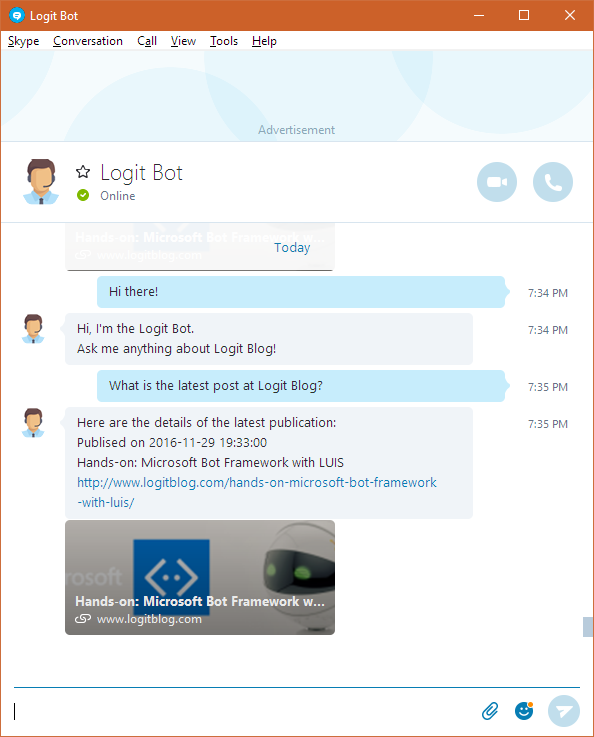 Logit Bot
Skype Conversation Call View Tools Help
Advertisement
Logit Bot
Online
Hands-on: Microsoft Bot Framework w...
www.logitblog.com
Today
Hi there!
7:34 PM
Hi, I'm the Logit Bot.
7:34 PM
Ask me anything about Logit Blog!
What is the latest post at Logit Blog?
7:35 PM
Here are the details of the latest publication:
7:35 PM
Publised on 2016-11-29 19:33:00
Hands-on: Microsoft Bot Framework with LUIS
http://www.logitblog.com/hands-on-microsoft-bot-framework
-with-luis/
rosoft
Hands-on: Microsoft Bot Framework w...
www.logitblog.com